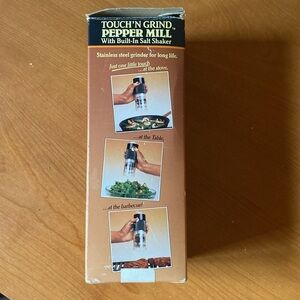 TOUCH'N GRIND™
PEPPER MILL
With Built-In Salt Shaker
Stainless steel grinder for long life.
Just one little touch
...at the stove,
...at the Table,
...at the barbecue!